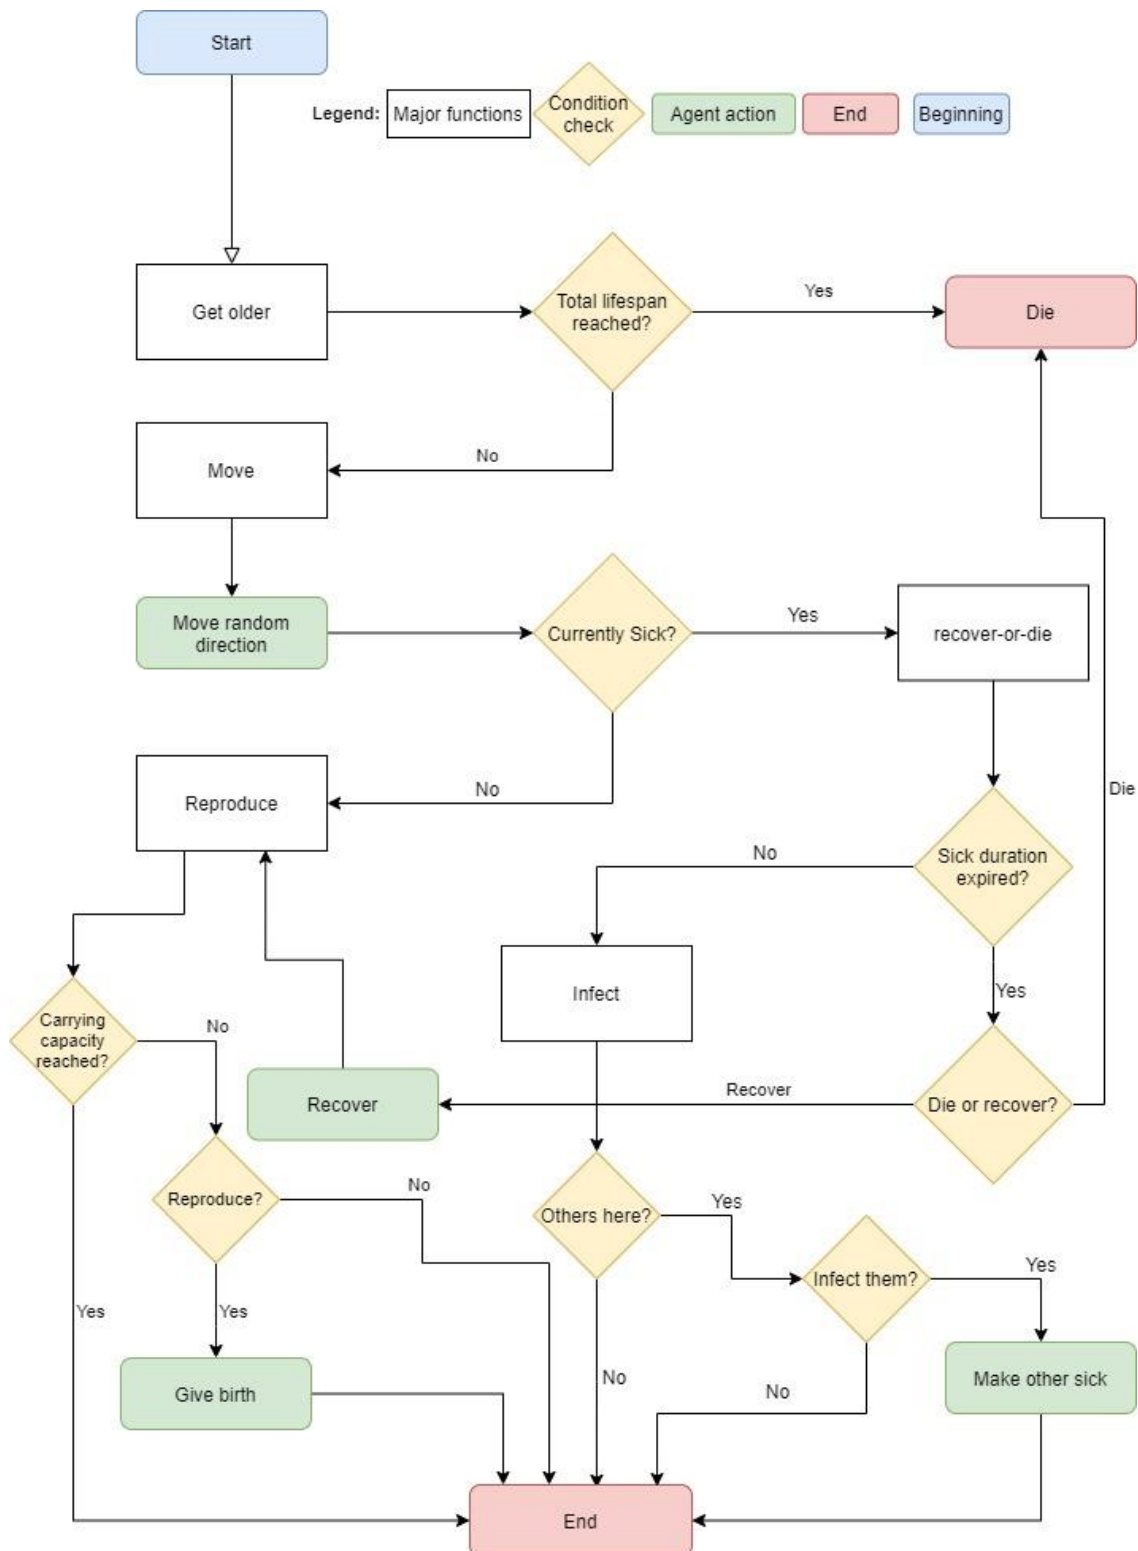 Start
Legend:
Major functions
Condition
check
Agent action
End
Beginning
Get older
Total lifespan
reached?
Yes
Die
No
Move
Move random
direction
Currently Sick?
Yes
recover-or-die
Reproduce
No
Die
No
Sick duration
expired?
Infect
Yes
Carrying
capacity
reached?
No
Recover
Recover
Die or recover?
Reproduce?
No
Others here?
Yes
Infect them?
Yes
Yes
Yes
Give birth
No
No
Make other sick
End